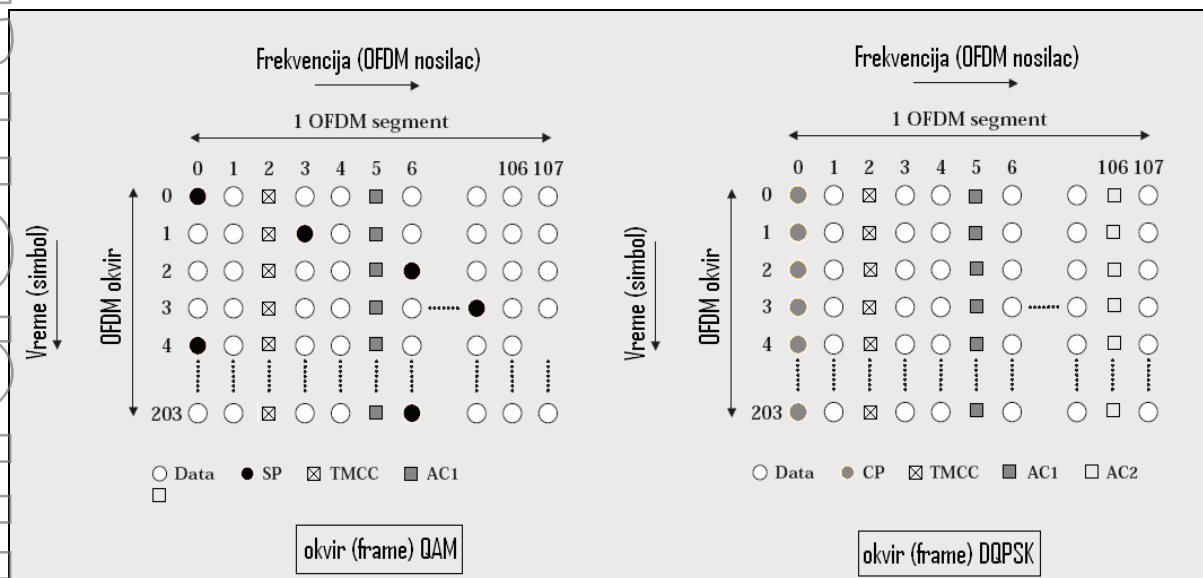 Frekvencija (OFDM nosilac)
1 OFDM segment
0 1 2 3 4 5 6 106 107
Vreme (simbol)
OFDM okvir
0
1
2
3
4
203
Data SP TMCC AC1
okvir (frame) QAM
Frekvencija (OFDM nosilac)
1 OFDM segment
0 1 2 3 4 5 6 106 107
Vreme (simbol)
OFDM okvir
0
1
2
3
4
203
Data CP TMCC AC1 AC2
okvir (frame) DQPSK